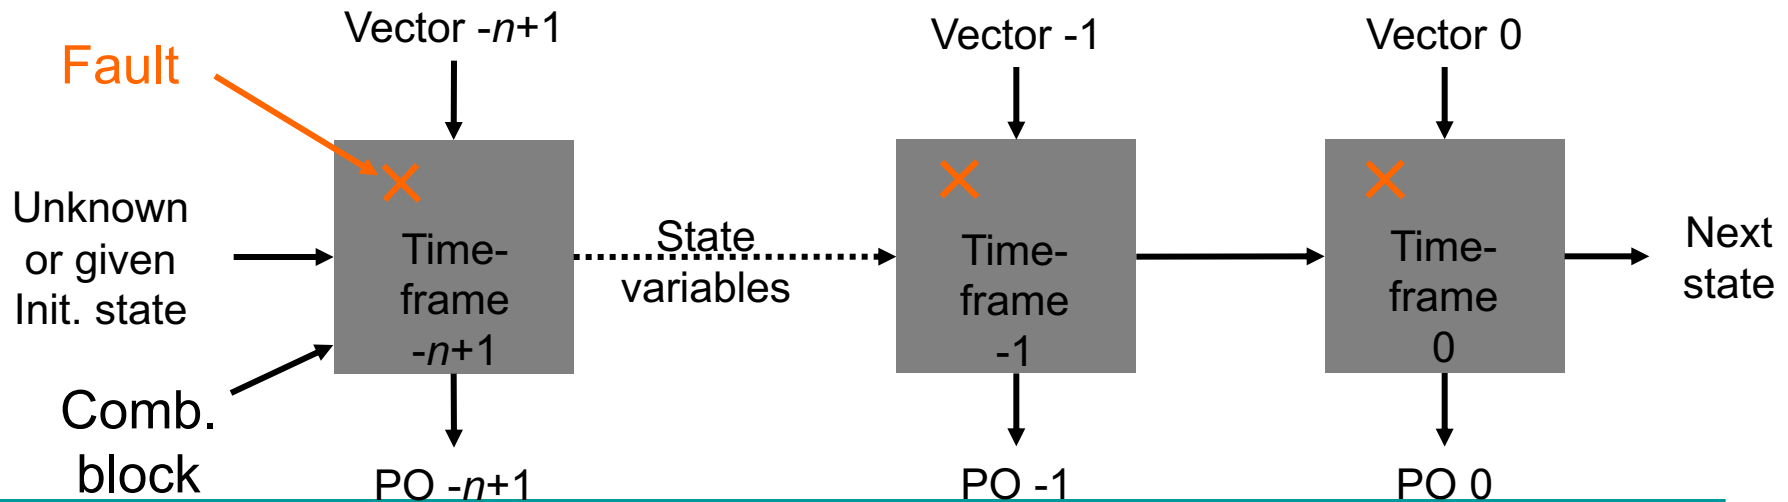 Vector -n+1
Vector -1
Vector 0
Fault
Unknown
or given
Init. state
Time-
frame
-n+1
State
variables
Time-
frame
-1
Time-
frame
0
Next
state
Comb.
block
PO -n+1
PO -1
PO 0